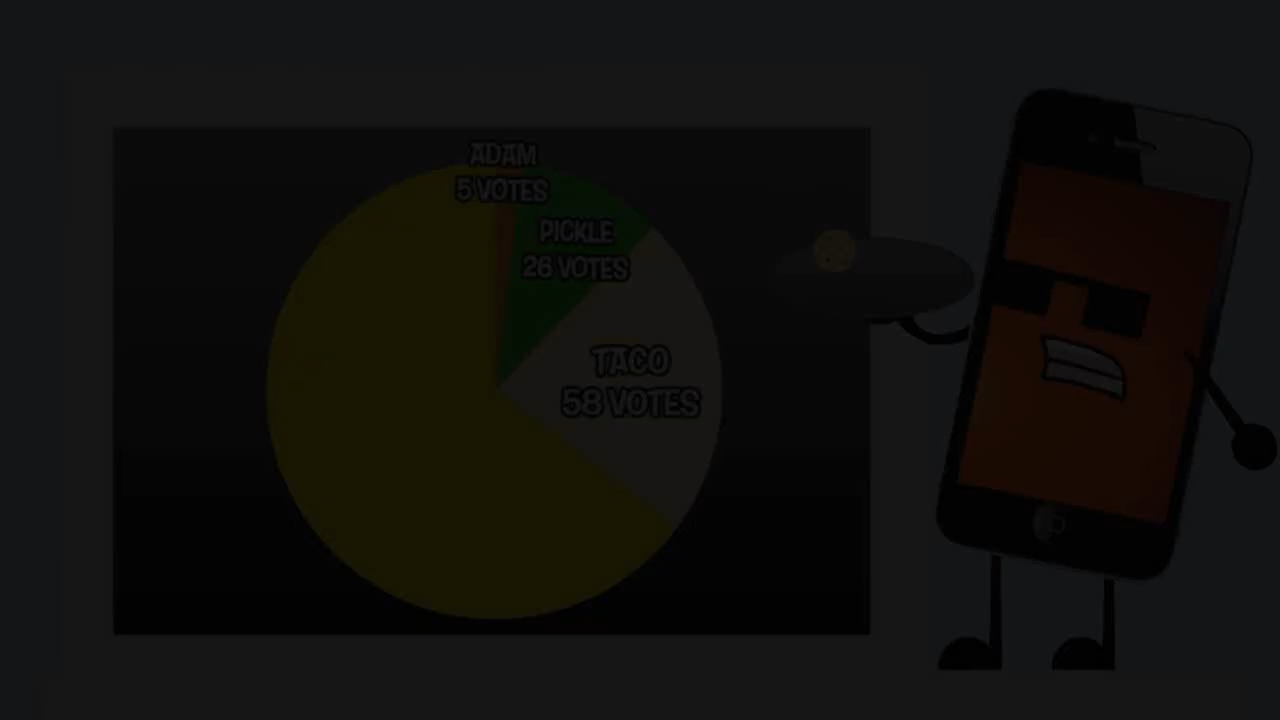 ADAM
5 VOTES
PICKLE
26 VOTES
TACO
58 VOTES